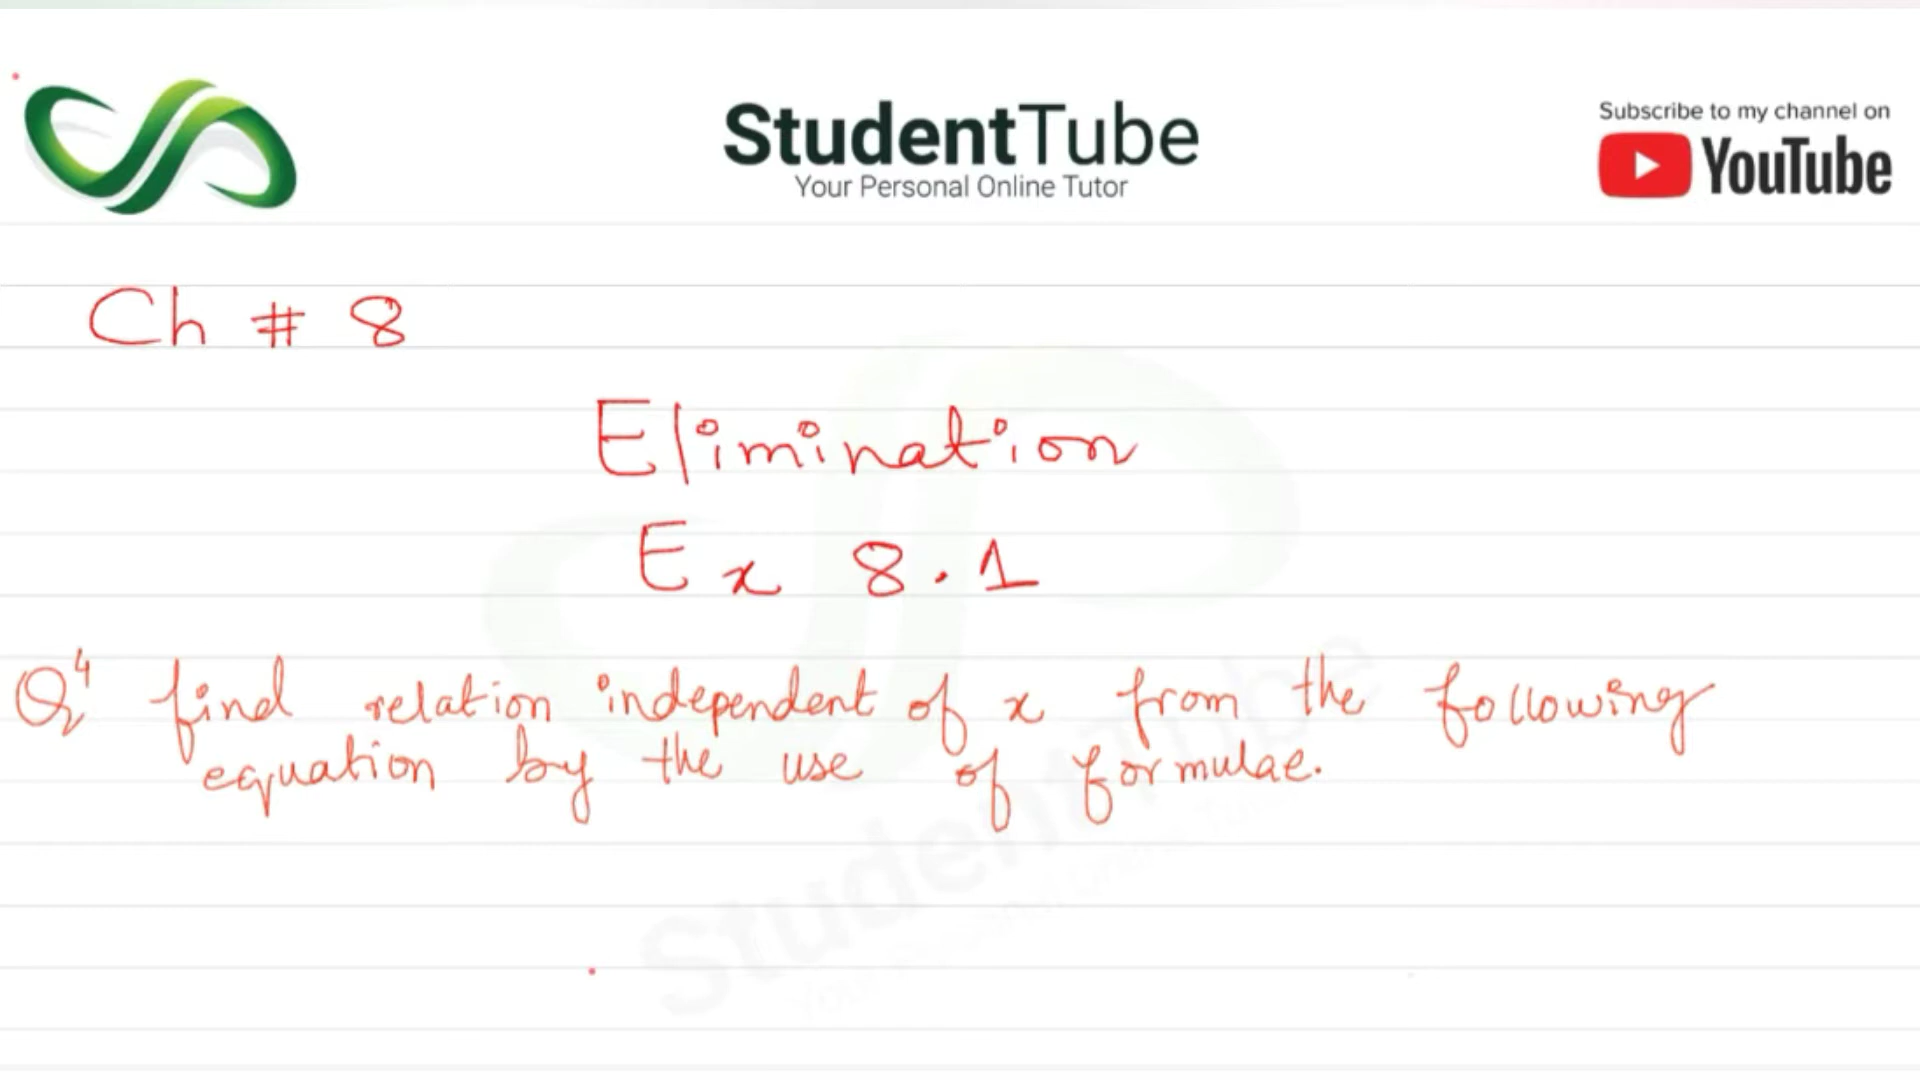 StudentTube
Your Personal Online Tutor
Subscribe to my channel on
YouTube
Ch # 8
Elimination
Ex 8.1
Q4 find relation independent of x from the following
equation by the use of formulae.
StudentTube